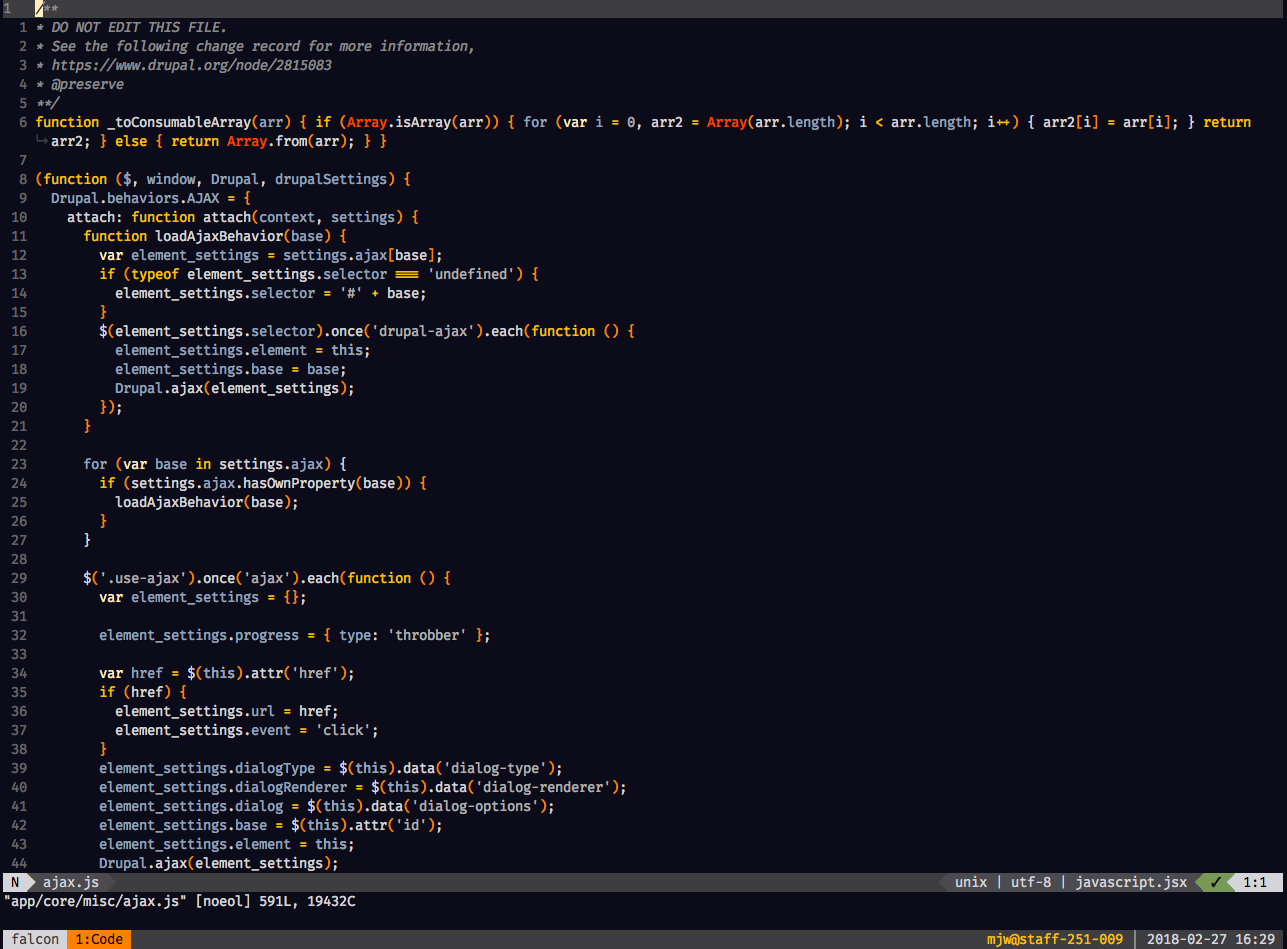 1   /**
  1 * DO NOT EDIT THIS FILE.
  2 * See the following change record for more information,
  3 * https://www.drupal.org/node/2815083
  4 * @preserve
  5 **/
  6 function _toConsumableArray(arr) { if (Array.isArray(arr)) { for (var i = 0, arr2 = Array(arr.length); i < arr.length; i++) { arr2[i] = arr[i]; } return
    ↪ arr2; } else { return Array.from(arr); } }
  7
  8 (function ($, window, Drupal, drupalSettings) {
  9   Drupal.behaviors.AJAX = {
 10     attach: function attach(context, settings) {
 11       function loadAjaxBehavior(base) {
 12         var element_settings = settings.ajax[base];
 13         if (typeof element_settings.selector === 'undefined') {
 14           element_settings.selector = '#' + base;
 15         }
 16         $(element_settings.selector).once('drupal-ajax').each(function () {
 17           element_settings.element = this;
 18           element_settings.base = base;
 19           Drupal.ajax(element_settings);
 20         });
 21       }
 22
 23       for (var base in settings.ajax) {
 24         if (settings.ajax.hasOwnProperty(base)) {
 25           loadAjaxBehavior(base);
 26         }
 27       }
 28
 29       $('.use-ajax').once('ajax').each(function () {
 30         var element_settings = {};
 31
 32         element_settings.progress = { type: 'throbber' };
 33
 34         var href = $(this).attr('href');
 35         if (href) {
 36           element_settings.url = href;
 37           element_settings.event = 'click';
 38         }
 39         element_settings.dialogType = $(this).data('dialog-type');
 40         element_settings.dialogRenderer = $(this).data('dialog-renderer');
 41         element_settings.dialog = $(this).data('dialog-options');
 42         element_settings.base = $(this).attr('id');
 43         element_settings.element = this;
 44         Drupal.ajax(element_settings);
N ajax.js unix | utf-8 | javascript.jsx ✓ 1:1
"app/core/misc/ajax.js" [noeol] 591L, 19432C
falcon 1:Code mjw@staff-251-009 | 2018-02-27 16:29